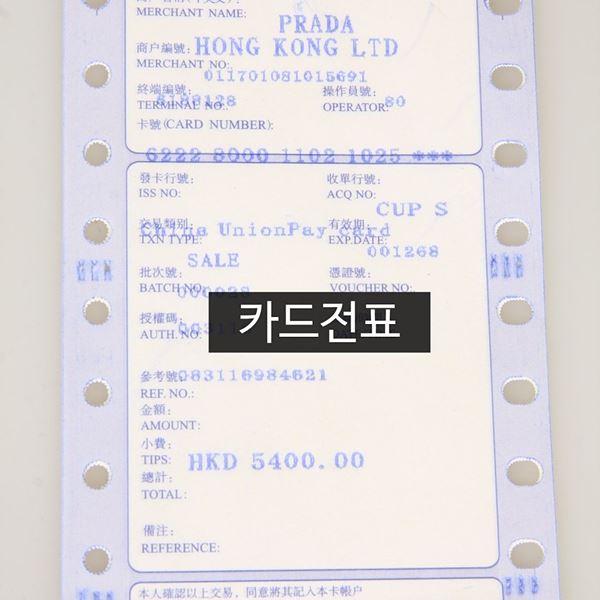 MERCHANT NAME:
PRADA
商户編號: HONG KONG LTD
MERCHANT NO:
011701081015691
終端編號: 操作員號:
TERMINAL NO.: OPERATOR: 80
卡號(CARD NUMBER):
6222 8000 1102 1025 ***
發卡行號: 收單行號:
ISS NO: ACQ NO:
CUP S
交易類別: 有效期:
China UnionPay card
TXN TYPE: EXP.DATE:
001268
SALE
批次號: 憑證號:
BATCH NO: VOUCHER NO:
000028
카드전표
授權碼:
AUTH. NO:
參考號: 083116984621
REF. NO.:
金額:
AMOUNT:
小費:
TIPS: HKD 5400.00
總計:
TOTAL:
備注:
REFERENCE:
本人確認以上交易，同意將其記入本卡帳户